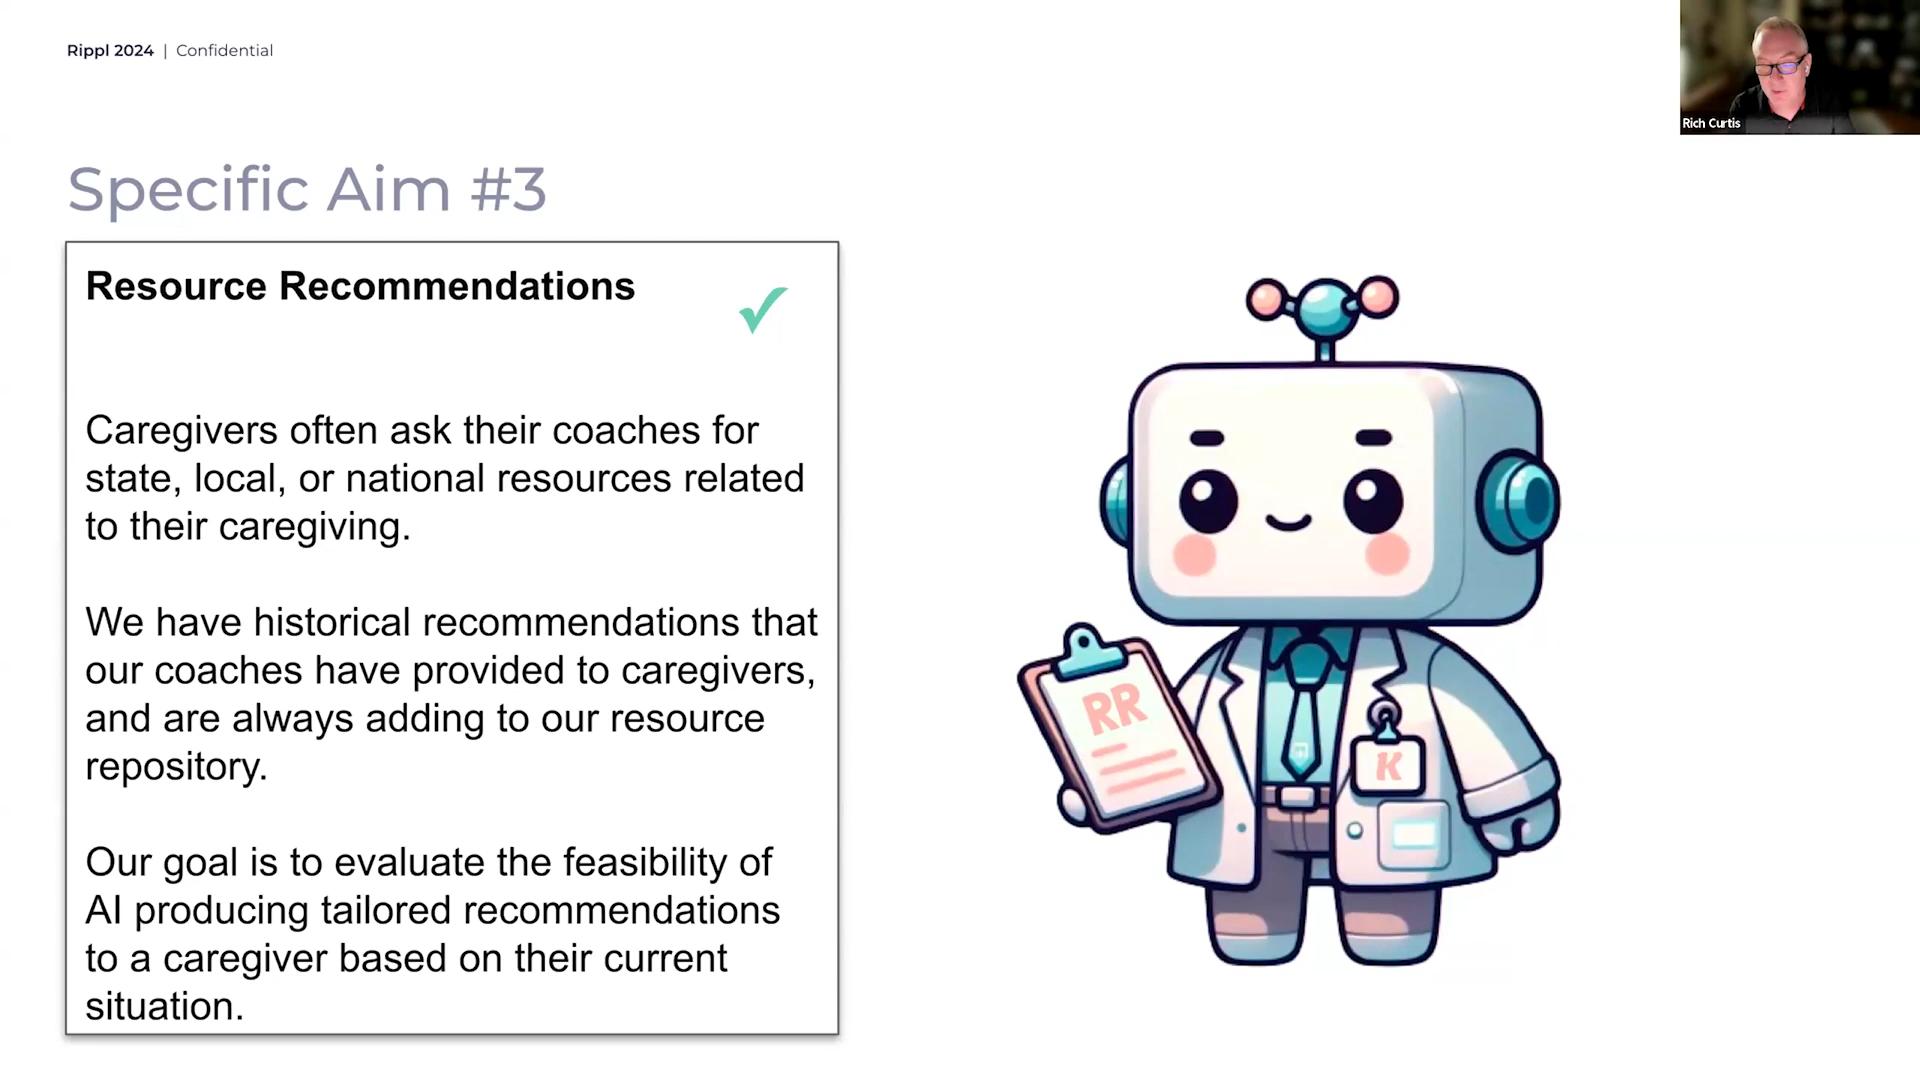 Rippl 2024 | Confidential
Rich Curtis
Specific Aim #3
Resource Recommendations
Caregivers often ask their coaches for
state, local, or national resources related
to their caregiving.
We have historical recommendations that
our coaches have provided to caregivers,
and are always adding to our resource
repository.
Our goal is to evaluate the feasibility of
AI producing tailored recommendations
to a caregiver based on their current
situation.
RR
K